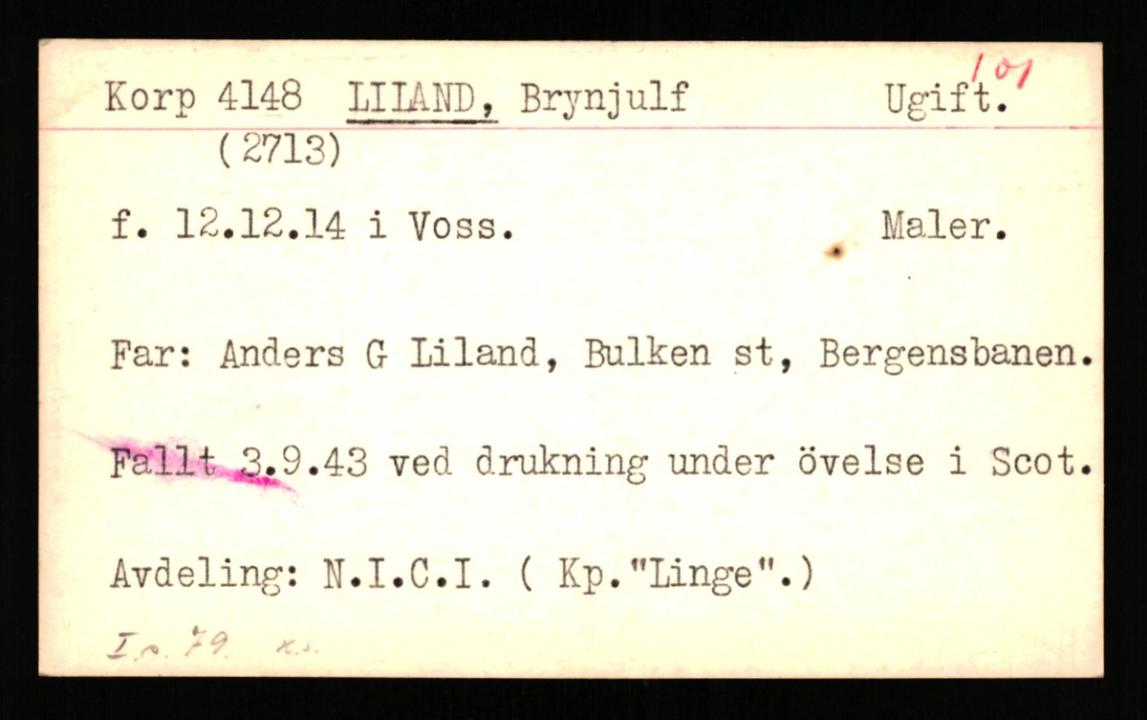 101
Korp 4148 LILAND, Brynjulf Ugift.
(2713)
f. 12.12.14 i Voss. Maler.
Far: Anders G Liland, Bulken st, Bergensbanen.
Fallt 3.9.43 ved drukning under övelse i Scot.
Avdeling: N.I.C.I. ( Kp."Linge".)
I s. 79.